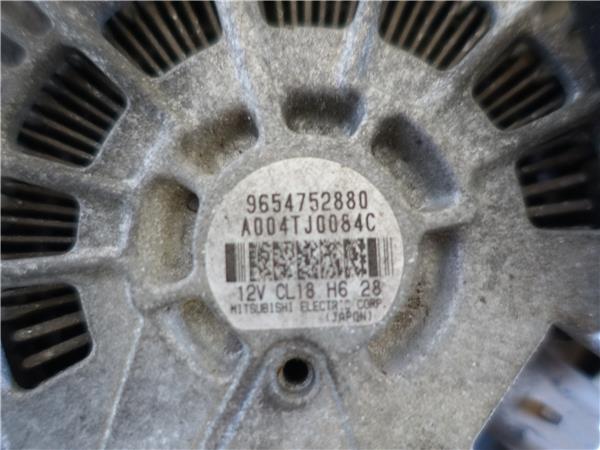 9654752880
A004TJ0084C
12V CL18 H6 28
MITSUBISHI ELECTRIC CORP.
(JAPAN)